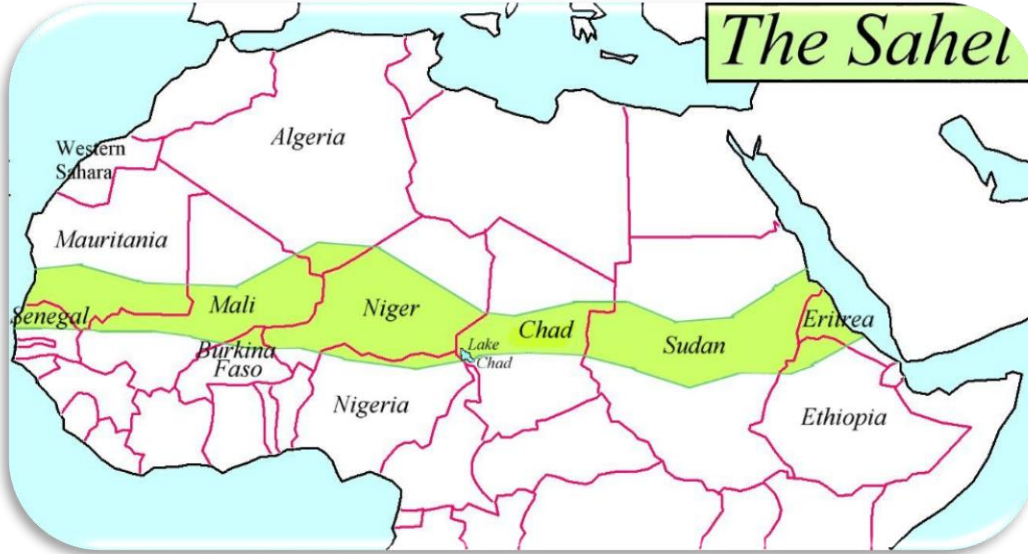 The Sahel
Algeria
Western
Sahara
Mauritania
Senegal
Mali
Niger
Chad
Sudan
Eritrea
Lake
Chad
Burkina
Faso
Nigeria
Ethiopia